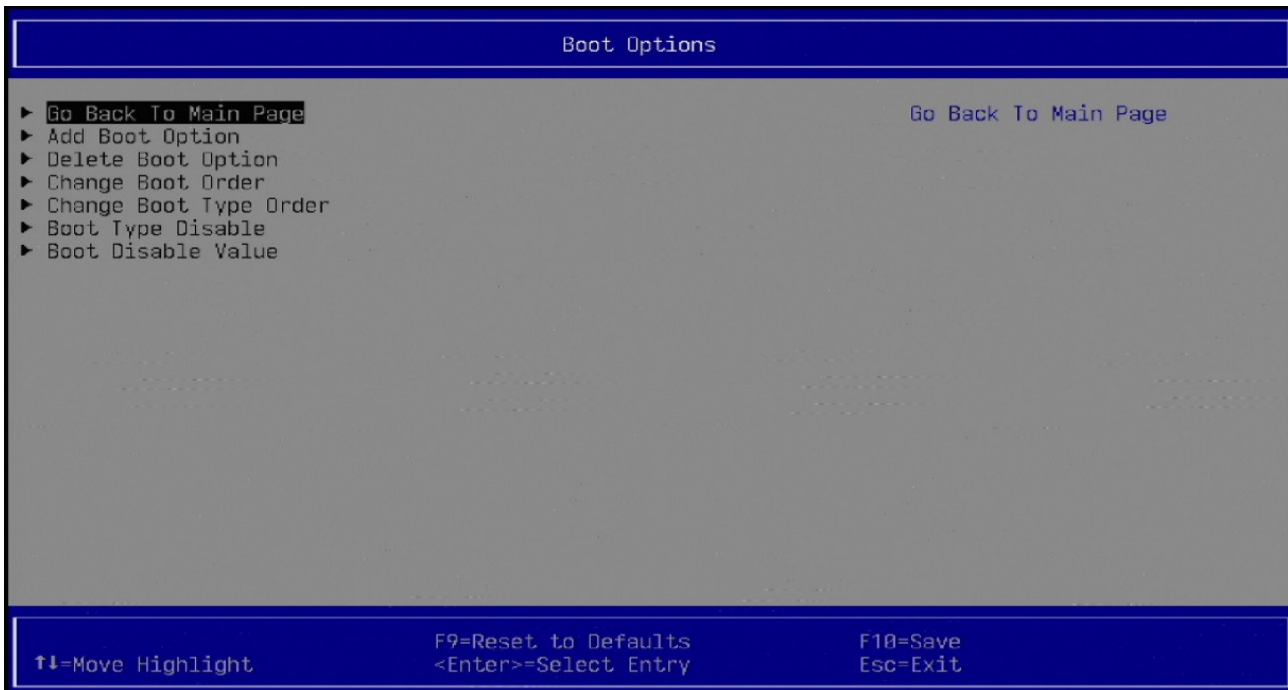 Boot Options
► Go Back To Main Page
Go Back To Main Page
► Add Boot Option
► Delete Boot Option
► Change Boot Order
► Change Boot Type Order
► Boot Type Disable
► Boot Disable Value
F9=Reset to Defaults F10=Save
↑↓=Move Highlight <Enter>=Select Entry Esc=Exit